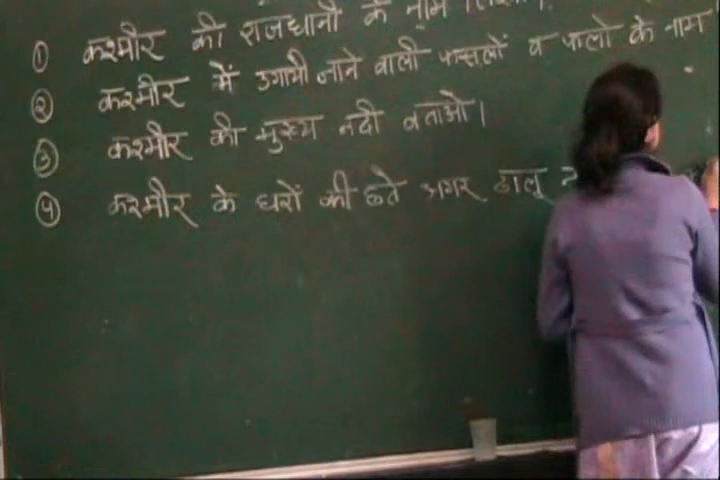 ① कश्मीर की राजधानी के नाम
② कश्मीर में उगायी जाने वाली फसलों व फलों के नाम
③ कश्मीर की मुख्य नदी बताओ।
④ कश्मीर के घरों की छते अगर ढालू